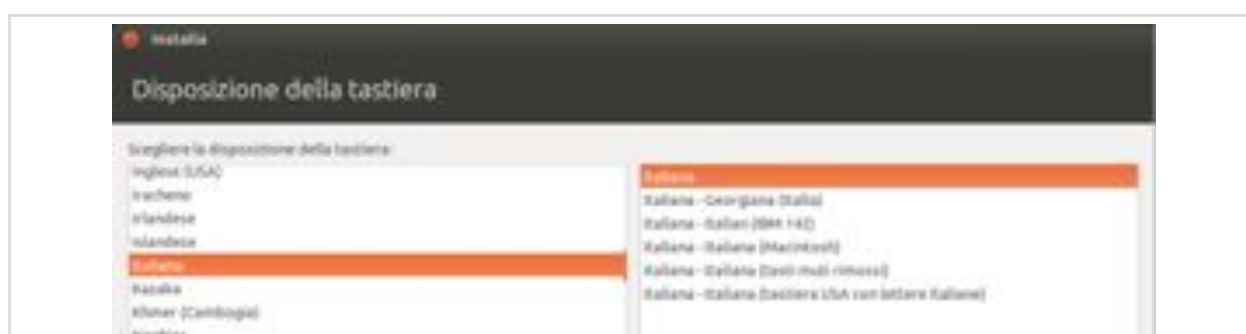 Installa
Disposizione della tastiera
Scegliere la disposizione della tastiera:
Inglese (USA)
Iracheno
Irlandese
Islandese
Italiana
Kazaka
Khmer (Cambogia)
Italiana
Italiana - Georgiana (Italia)
Italiana - Italian (IBM 142)
Italiana - Italiana (Macintosh)
Italiana - Italiana (tasti muti rimossi)
Italiana - Italiana (tastiera USA con lettere italiane)